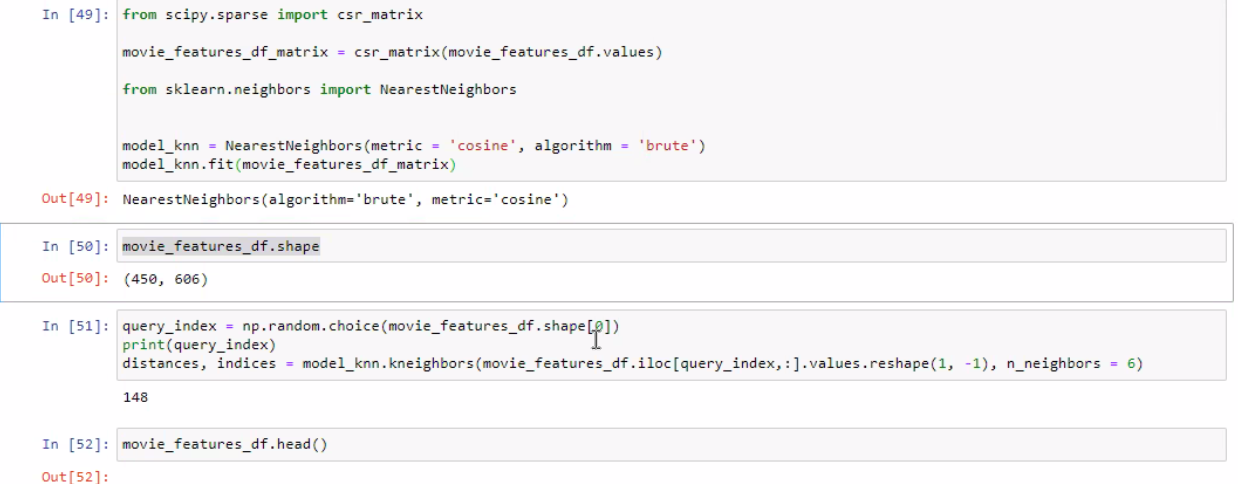 In [49]: from scipy.sparse import csr_matrix
movie_features_df_matrix = csr_matrix(movie_features_df.values)
from sklearn.neighbors import NearestNeighbors
model_knn = NearestNeighbors(metric = 'cosine', algorithm = 'brute')
model_knn.fit(movie_features_df_matrix)
Out[49]: NearestNeighbors(algorithm='brute', metric='cosine')
In [50]: movie_features_df.shape
Out[50]: (450, 606)
In [51]: query_index = np.random.choice(movie_features_df.shape[0])
print(query_index)
distances, indices = model_knn.kneighbors(movie_features_df.iloc[query_index,:].values.reshape(1, -1), n_neighbors = 6)
148
In [52]: movie_features_df.head()
Out[52]: